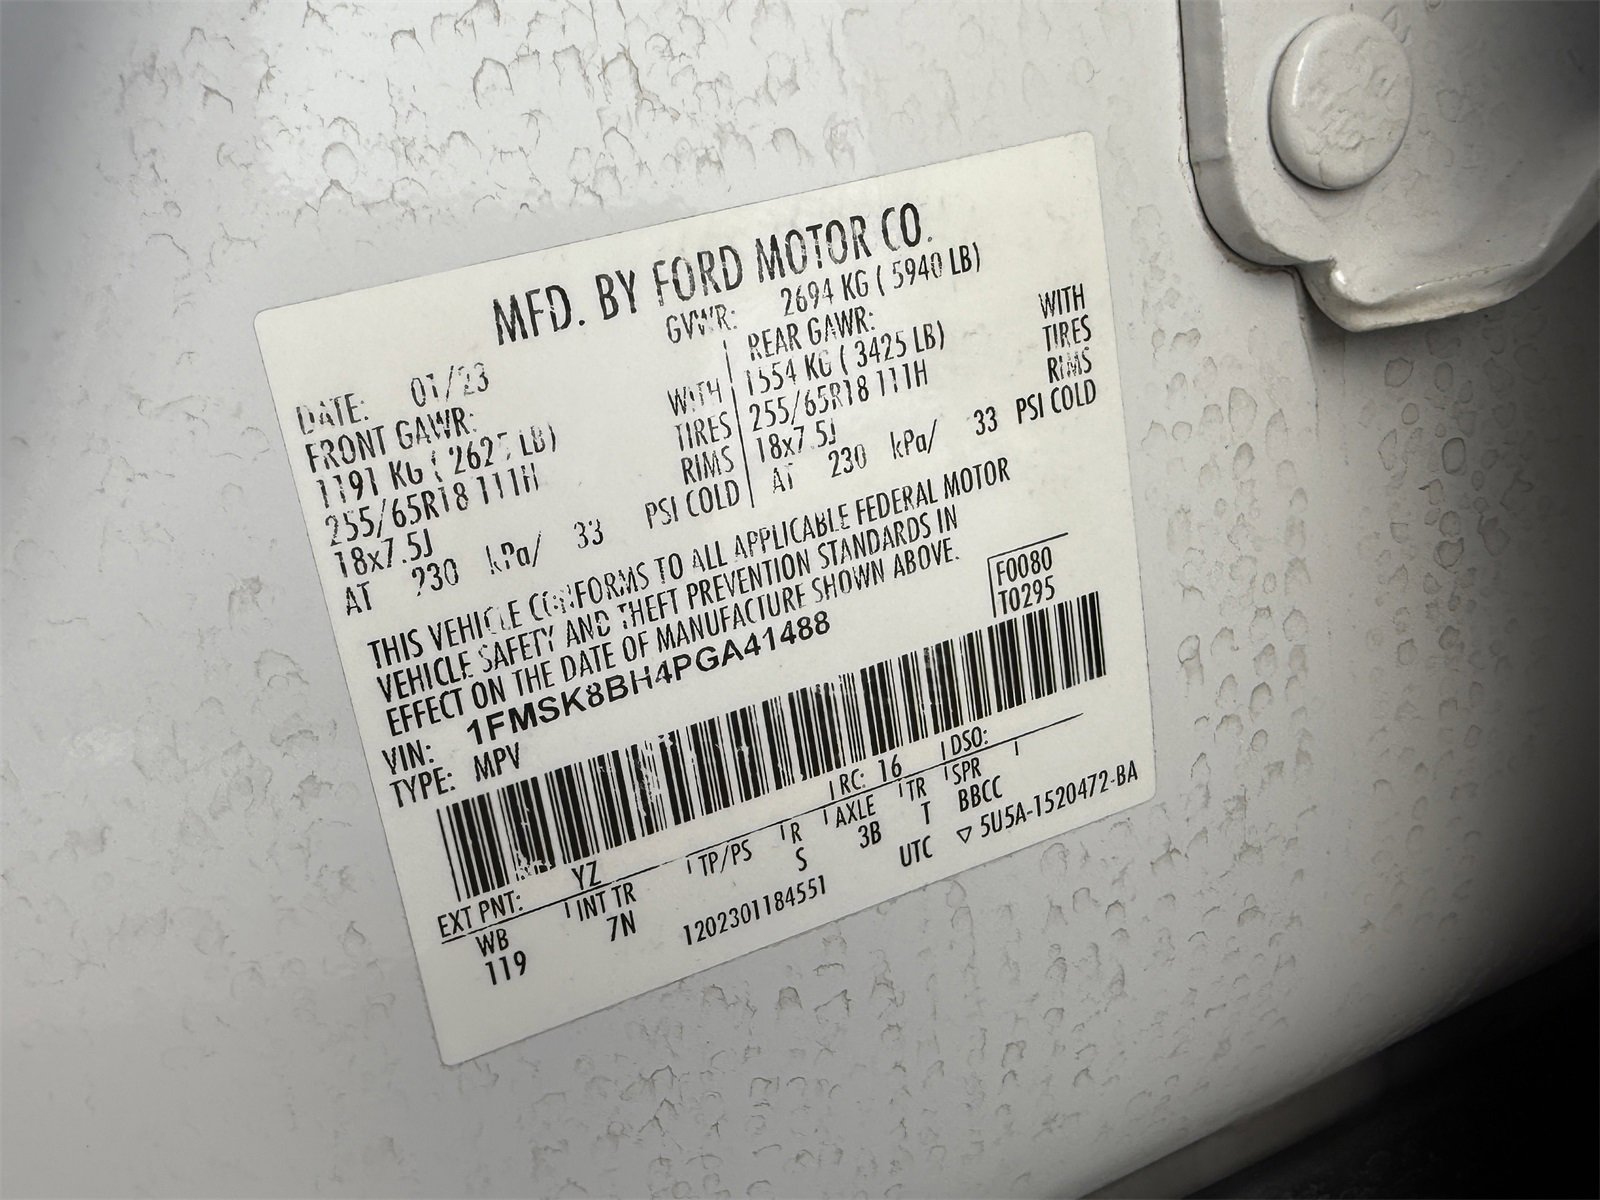 MFD. BY FORD MOTOR CO.
DATE: 01/23 GVWR: 2694 KG ( 5940 LB)
FRONT GAWR: WITH REAR GAWR: WITH
1191 KG ( 2625 LB) TIRES 1554 KG ( 3425 LB) TIRES
255/65R18 111H RIMS 255/65R18 111H RIMS
18x7.5J 18x7.5J
AT 230 kPa/ 33 PSI COLD AT 230 kPa/ 33 PSI COLD
THIS VEHICLE CONFORMS TO ALL APPLICABLE FEDERAL MOTOR
VEHICLE SAFETY AND THEFT PREVENTION STANDARDS IN
EFFECT ON THE DATE OF MANUFACTURE SHOWN ABOVE.
VIN: 1FMSK8BH4PGA41488 F0080
TYPE: MPV T0295
EXT PNT: YZ RC: 16 DSO:
WB INT TR TP/PS R AXLE TR SPR
119 7N S 3B T BBCC
1202301184551 UTC ▽ 5U5A-1520472-BA